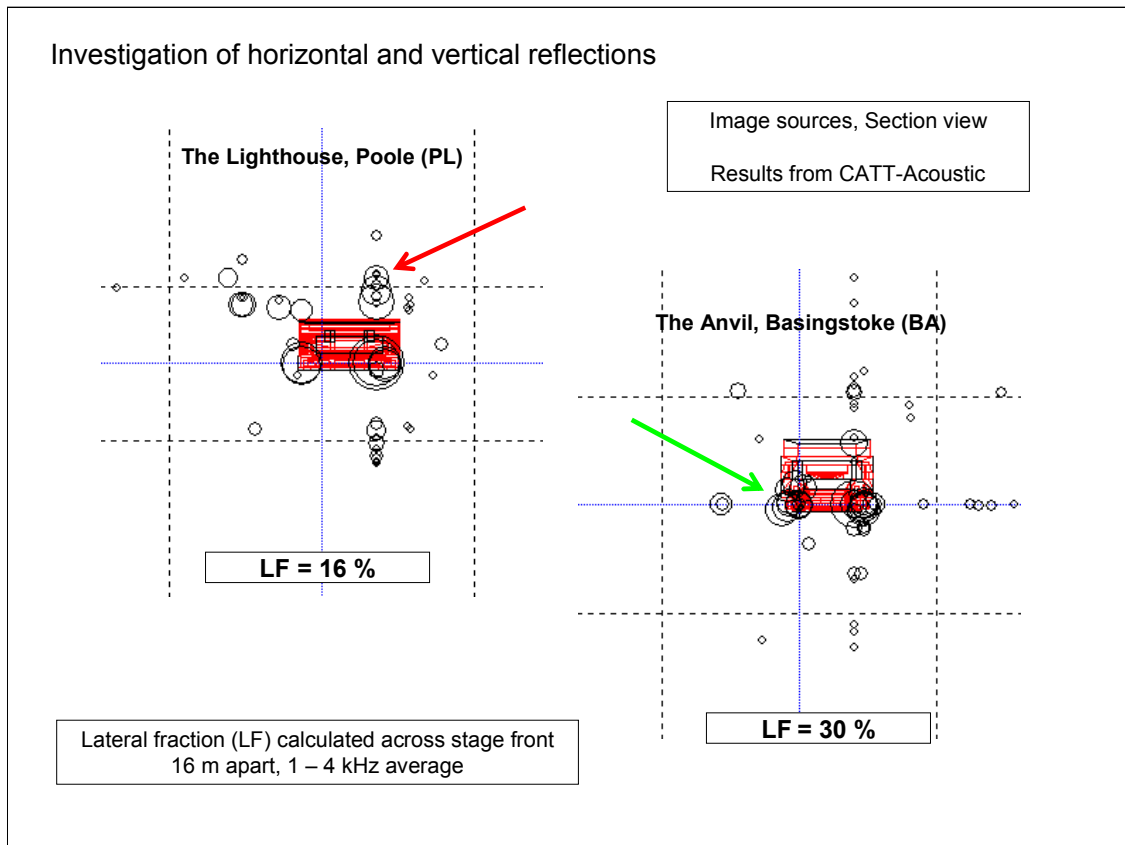 Investigation of horizontal and vertical reflections
Image sources, Section view
Results from CATT-Acoustic
The Lighthouse, Poole (PL)
The Anvil, Basingstoke (BA)
LF = 16 %
LF = 30 %
Lateral fraction (LF) calculated across stage front
16 m apart, 1 – 4 kHz average